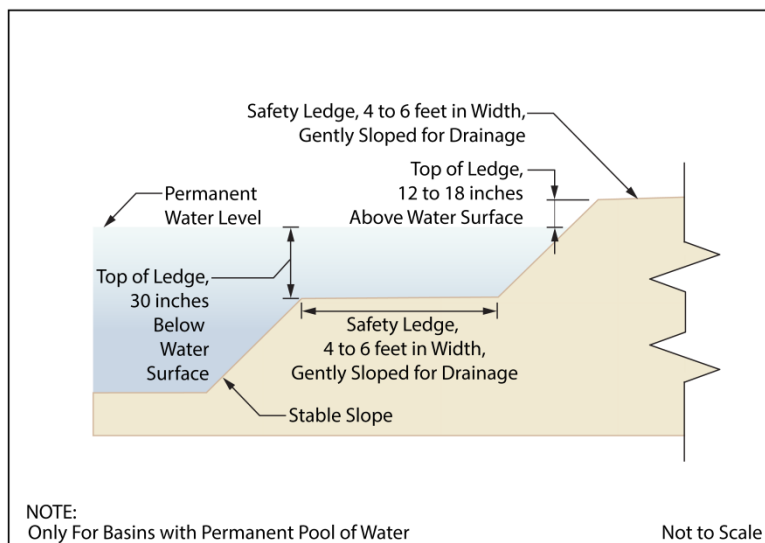 Safety Ledge, 4 to 6 feet in Width,
Gently Sloped for Drainage
Top of Ledge,
12 to 18 inches
Above Water Surface
Permanent
Water Level
Top of Ledge,
30 inches
Below
Water
Surface
Safety Ledge,
4 to 6 feet in Width,
Gently Sloped for Drainage
Stable Slope
NOTE:
Only For Basins with Permanent Pool of Water
Not to Scale